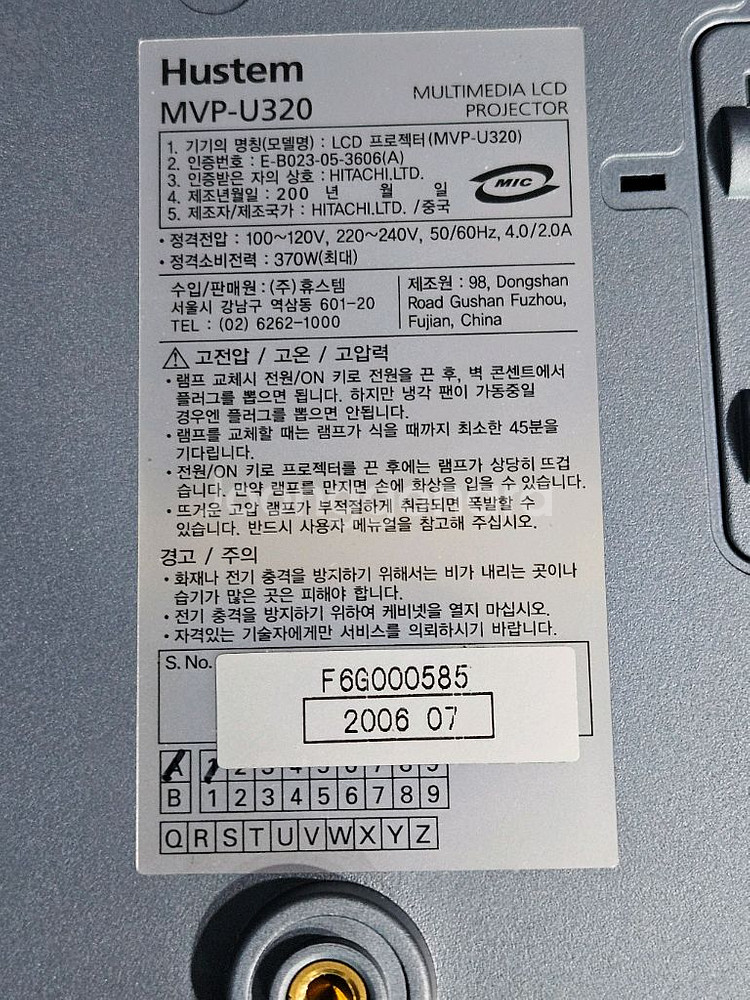 Hustem
MVP-U320
MULTIMEDIA LCD
PROJECTOR
1. 기기의 명칭(모델명) : LCD 프로젝터(MVP-U320)
2. 인증번호 : E-B023-05-3606(A)
3. 인증받은 자의 상호 : HITACHI.LTD.
4. 제조년월일 : 200 년 월 일
5. 제조자/제조국가 : HITACHI.LTD. /중국
MIC
• 정격전압 : 100~120V, 220~240V, 50/60Hz, 4.0/2.0A
• 정격소비전력 : 370W(최대)
수입/판매원 : (주)휴스템
서울시 강남구 역삼동 601-20
TEL : (02) 6262-1000
제조원 : 98, Dongshan
Road Gushan Fuzhou,
Fujian, China
⚠ 고전압 / 고온 / 고압력
• 램프 교체시 전원/ON 키로 전원을 끈 후, 벽 콘센트에서
플러그를 뽑으면 됩니다. 하지만 냉각 팬이 가동중일
경우엔 플러그를 뽑으면 안됩니다.
• 램프를 교체할 때는 램프가 식을 때까지 최소한 45분을
기다립니다.
• 전원/ON 키로 프로젝터를 끈 후에는 램프가 상당히 뜨겁
습니다. 만약 램프를 만지면 손에 화상을 입을 수 있습니다.
• 뜨거운 고압 램프가 부적절하게 취급되면 폭발할 수
있습니다. 반드시 사용자 메뉴얼을 참고해 주십시오.
경고 / 주의
• 화재나 전기 충격을 방지하기 위해서는 비가 내리는 곳이나
습기가 많은 곳은 피해야 합니다.
• 전기 충격을 방지하기 위하여 케비넷을 열지 마십시오.
• 자격있는 기술자에게만 서비스를 의뢰하시기 바랍니다.
S. No.
F6G000585
2006 07
A 1 2 3 4 5 6 7 8 9
B 1 2 3 4 5 6 7 8 9
Q R S T U V W X Y Z